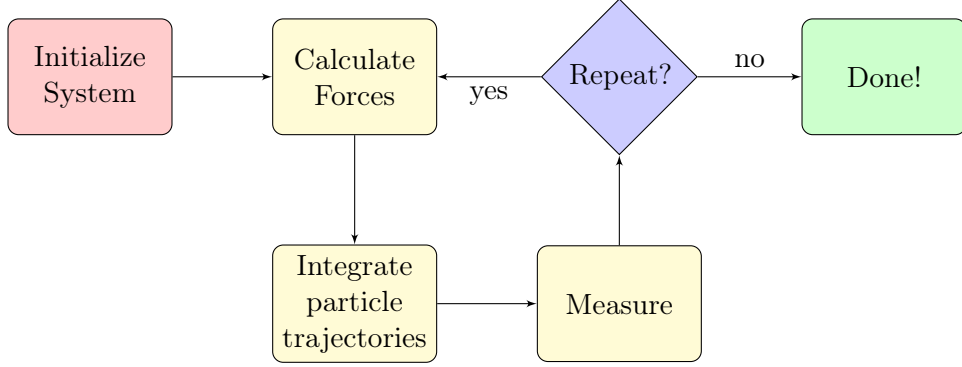 Initialize
System
Calculate
Forces
yes
Repeat?
no
Done!
Integrate
particle
trajectories
Measure